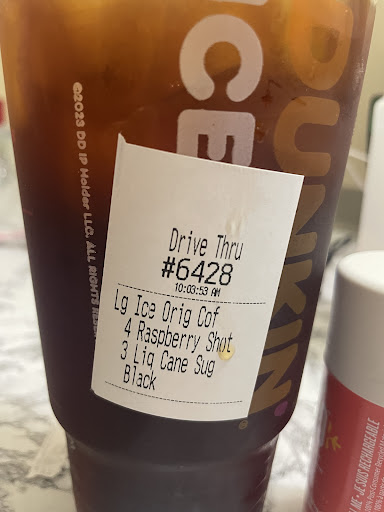 ICE
DUNKIN'
©2023 DD IP Holder LLC. ALL RIGHTS
Drive Thru
#6428
10:03:53 AM
Lg Ice Orig Cof
4 Raspberry Shot
3 Liq Cane Sug
Black